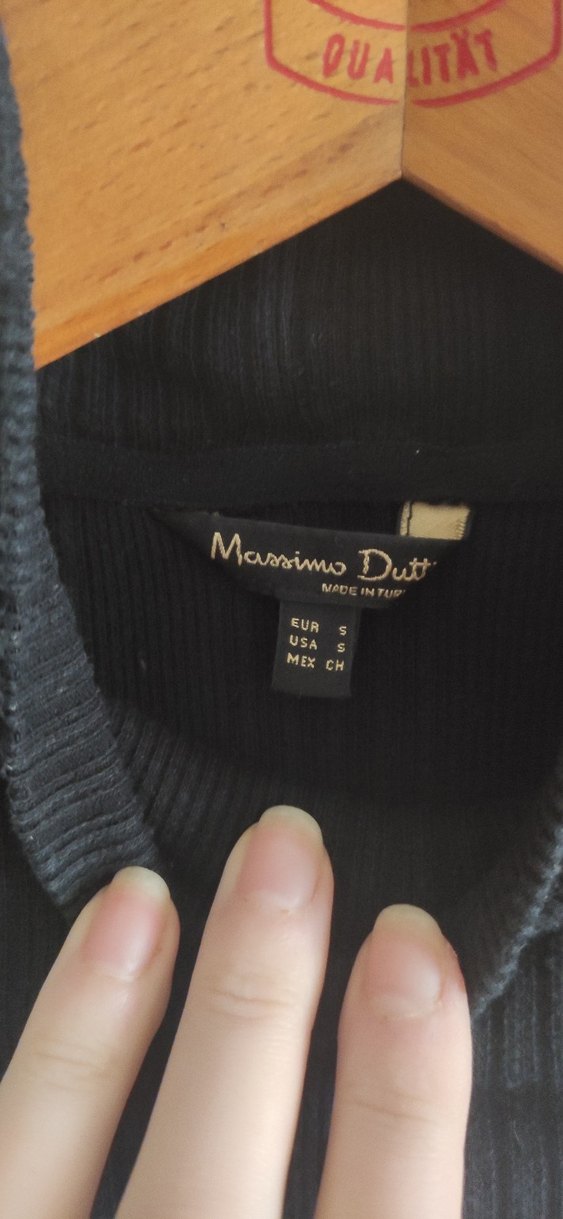 QUALITÄT
Massimo Dutt
MADE IN TUR
EUR S
USA S
MEX CH